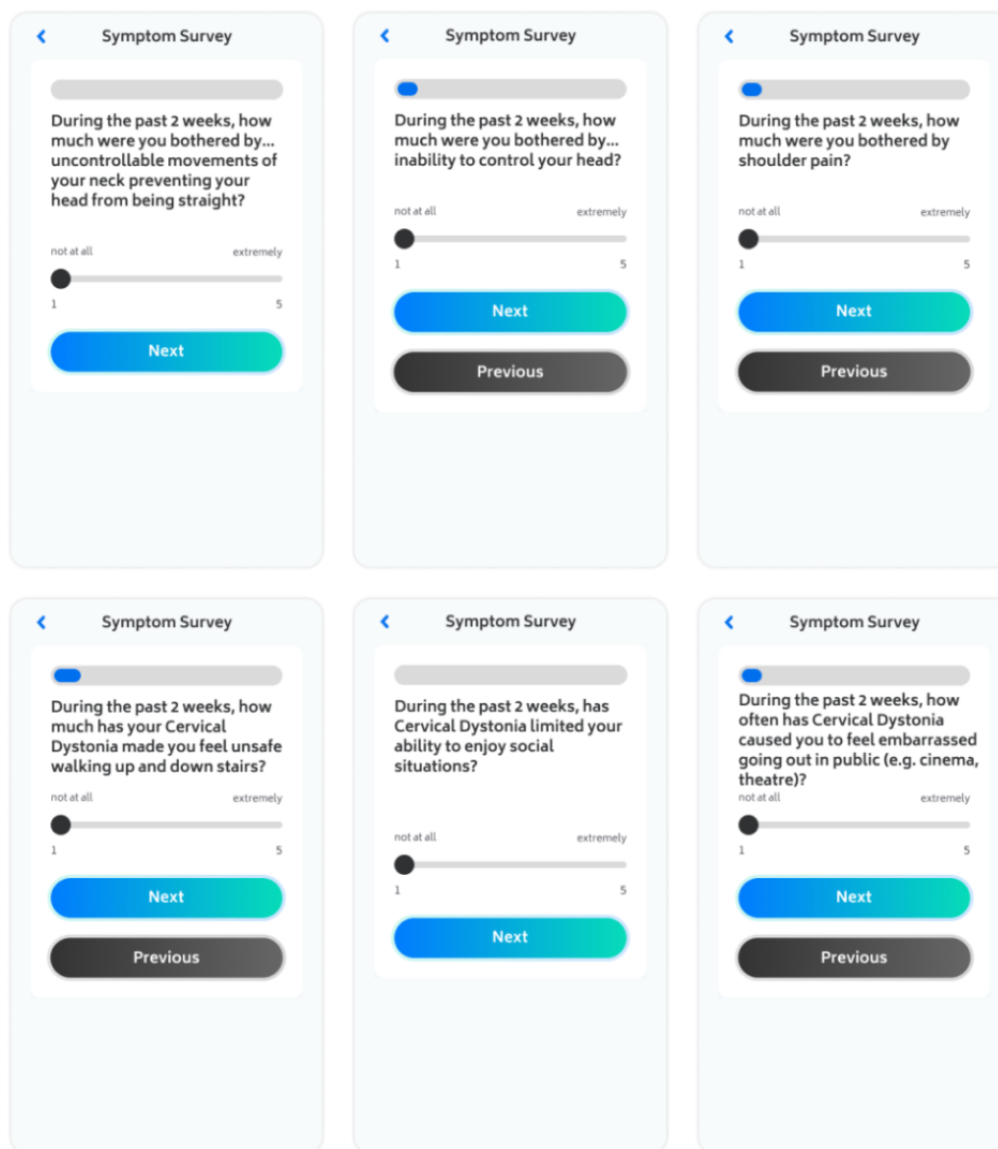 Symptom Survey
During the past 2 weeks, how
much were you bothered by...
uncontrollable movements of
your neck preventing your
head from being straight?
not at all extremely
1 5
Next
Symptom Survey
During the past 2 weeks, how
much were you bothered by...
inability to control your head?
not at all extremely
1 5
Next
Previous
Symptom Survey
During the past 2 weeks, how
much were you bothered by
shoulder pain?
not at all extremely
1 5
Next
Previous
Symptom Survey
During the past 2 weeks, how
much has your Cervical
Dystonia made you feel unsafe
walking up and down stairs?
not at all extremely
1 5
Next
Previous
Symptom Survey
During the past 2 weeks, has
Cervical Dystonia limited your
ability to enjoy social
situations?
not at all extremely
1 5
Next
Symptom Survey
During the past 2 weeks, how
often has Cervical Dystonia
caused you to feel embarrassed
going out in public (e.g. cinema,
theatre)?
not at all extremely
1 5
Next
Previous